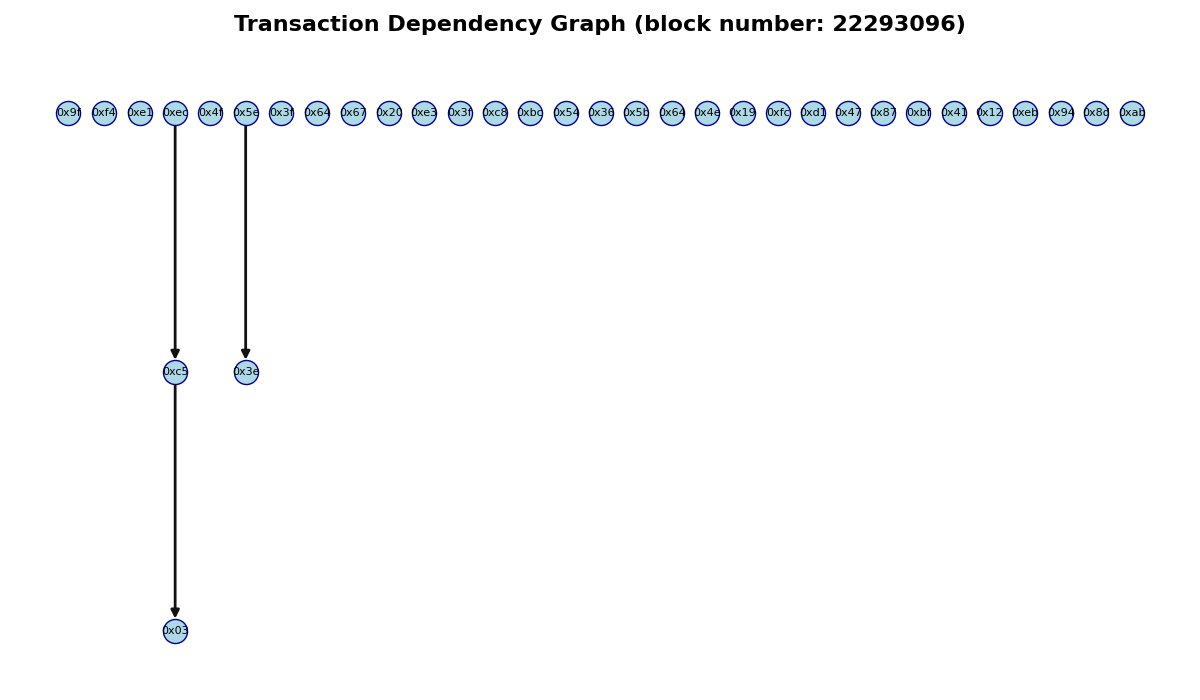 Transaction Dependency Graph (block number: 22293096)
0x9f 0xf4 0xe1 0xec 0x4f 0x5e 0x3f 0x64 0x67 0x20 0xe3 0x3f 0xc8 0xbc 0x54 0x36 0x5b 0x64 0x4e 0x19 0xfc 0xd1 0x47 0x87 0xbf 0x41 0x12 0xeb 0x94 0x8d 0xab
0xc5 0x3e
0x03